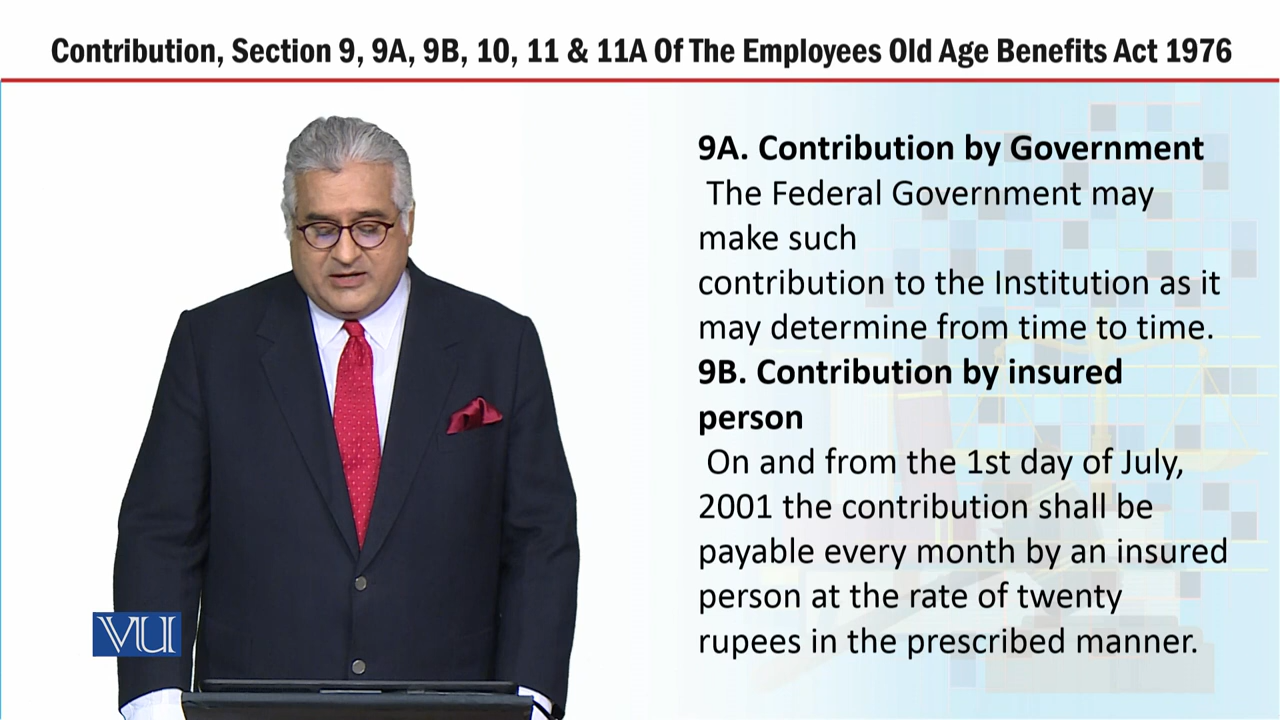 Contribution, Section 9, 9A, 9B, 10, 11 & 11A Of The Employees Old Age Benefits Act 1976
9A. Contribution by Government
The Federal Government may
make such
contribution to the Institution as it
may determine from time to time.
9B. Contribution by insured
person
On and from the 1st day of July,
2001 the contribution shall be
payable every month by an insured
person at the rate of twenty
rupees in the prescribed manner.
VU